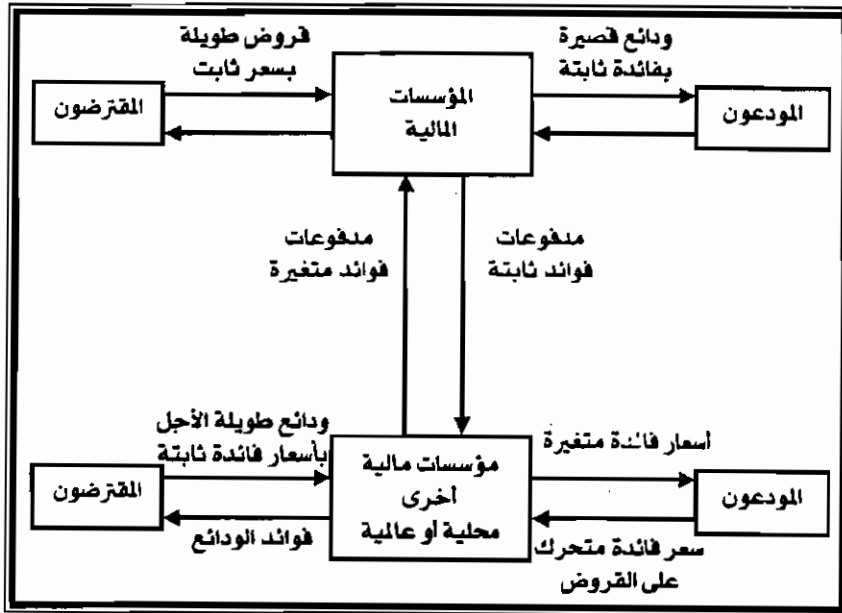 ودائع قصيرة
بفائدة ثابتة
قروض طويلة
بسعر ثابت
المودعون
المؤسسات
المالية
المقترضون
مدفوعات
فوائد ثابتة
مدفوعات
فوائد متغيرة
أسعار فائدة متغيرة
ودائع طويلة الأجل
بأسعار فائدة ثابتة
المودعون
مؤسسات مالية
أخرى
محلية أو عالمية
المقترضون
سعر فائدة متحرك
على القروض
فوائد الودائع